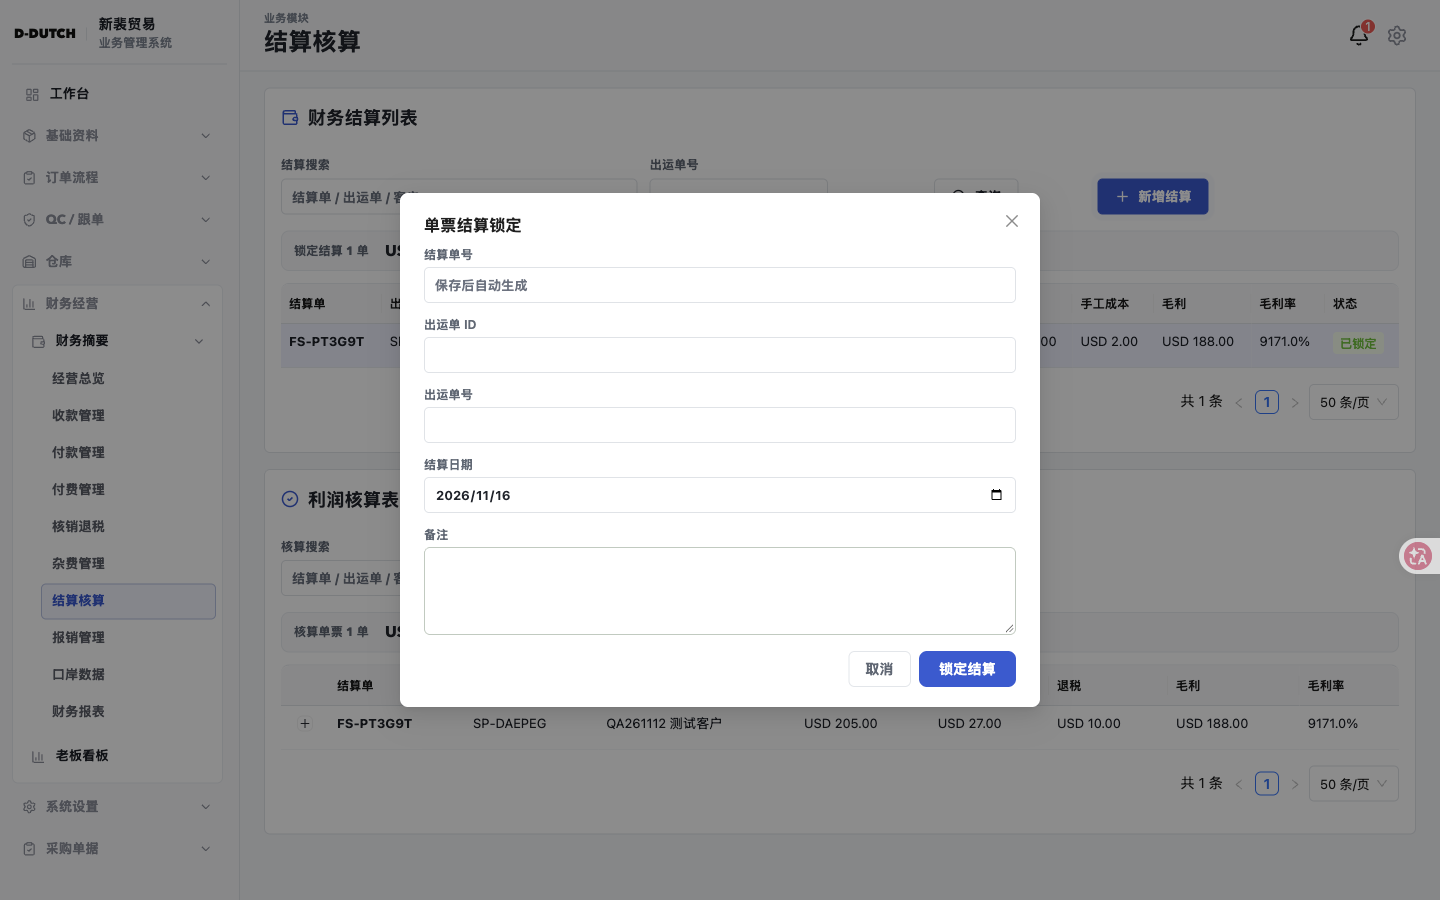 D-DUTCH
新裴贸易
业务管理系统
工作台
基础资料
订单流程
QC / 跟单
仓库
财务经营
财务摘要
经营总览
收款管理
付款管理
付费管理
核销退税
杂费管理
结算核算
报销管理
口岸数据
财务报表
老板看板
系统设置
采购单据
业务模块
结算核算
1
财务结算列表
结算搜索
出运单号
结算单 / 出运单 /
新增结算
锁定结算 1 单
结算单
手工成本
毛利
毛利率
状态
FS-PT3G9T
USD 2.00
USD 188.00
9171.0%
已锁定
共 1 条
1
50 条/页
利润核算表
核算搜索
结算单 / 出运单 /
核算单票 1 单
结算单
退税
毛利
毛利率
FS-PT3G9T
SP-DAEPEG
QA261112 测试客户
USD 205.00
USD 27.00
USD 10.00
USD 188.00
9171.0%
共 1 条
1
50 条/页
单票结算锁定
结算单号
保存后自动生成
出运单 ID
出运单号
结算日期
2026/11/16
备注
取消
锁定结算